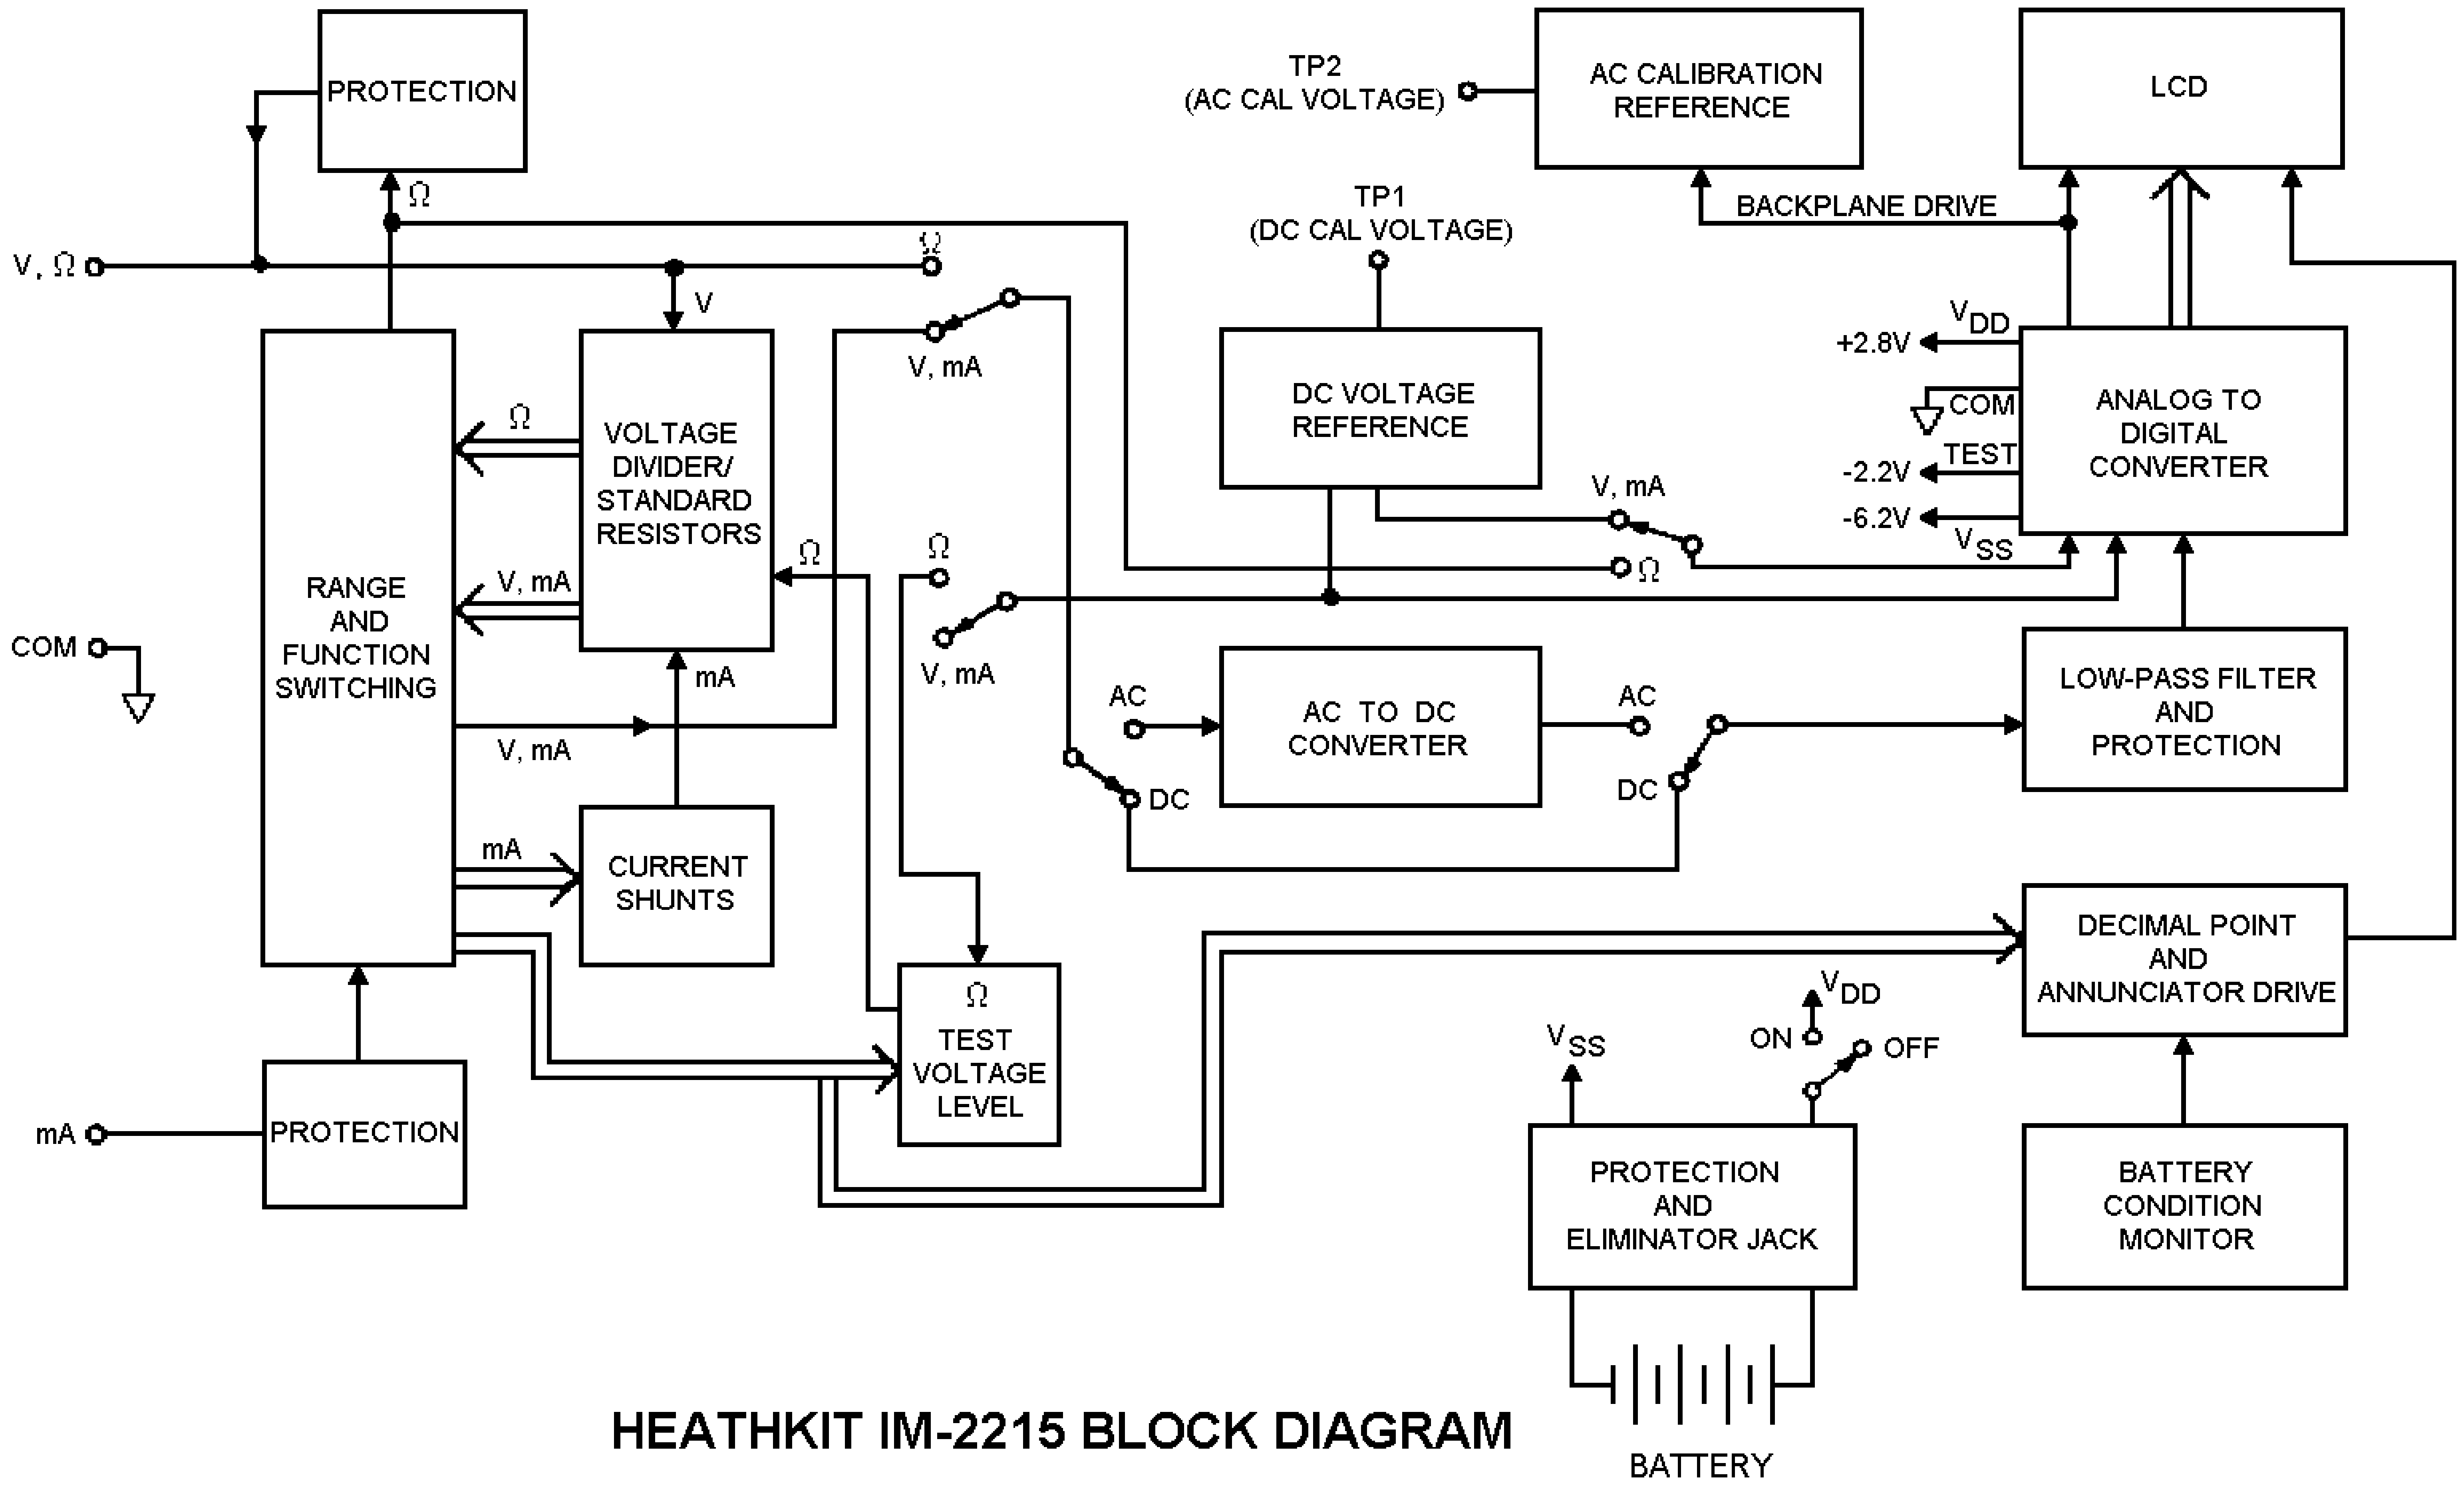 PROTECTION
Ω
V, Ω
V
Ω
V, mA
TP2
(AC CAL VOLTAGE)
AC CALIBRATION
REFERENCE
LCD
TP1
(DC CAL VOLTAGE)
BACKPLANE DRIVE
DC VOLTAGE
REFERENCE
VDD
+2.8V
COM
TEST
-2.2V
-6.2V
VSS
ANALOG TO
DIGITAL
CONVERTER
V, mA
Ω
RANGE
AND
FUNCTION
SWITCHING
Ω
V, mA
VOLTAGE
DIVIDER/
STANDARD
RESISTORS
Ω
Ω
V, mA
COM
mA
V, mA
AC
DC
AC TO DC
CONVERTER
AC
DC
LOW-PASS FILTER
AND
PROTECTION
mA
CURRENT
SHUNTS
Ω
TEST
VOLTAGE
LEVEL
DECIMAL POINT
AND
ANNUNCIATOR DRIVE
mA
PROTECTION
VSS
VDD
ON
OFF
PROTECTION
AND
ELIMINATOR JACK
BATTERY
CONDITION
MONITOR
HEATHKIT IM-2215 BLOCK DIAGRAM
BATTERY